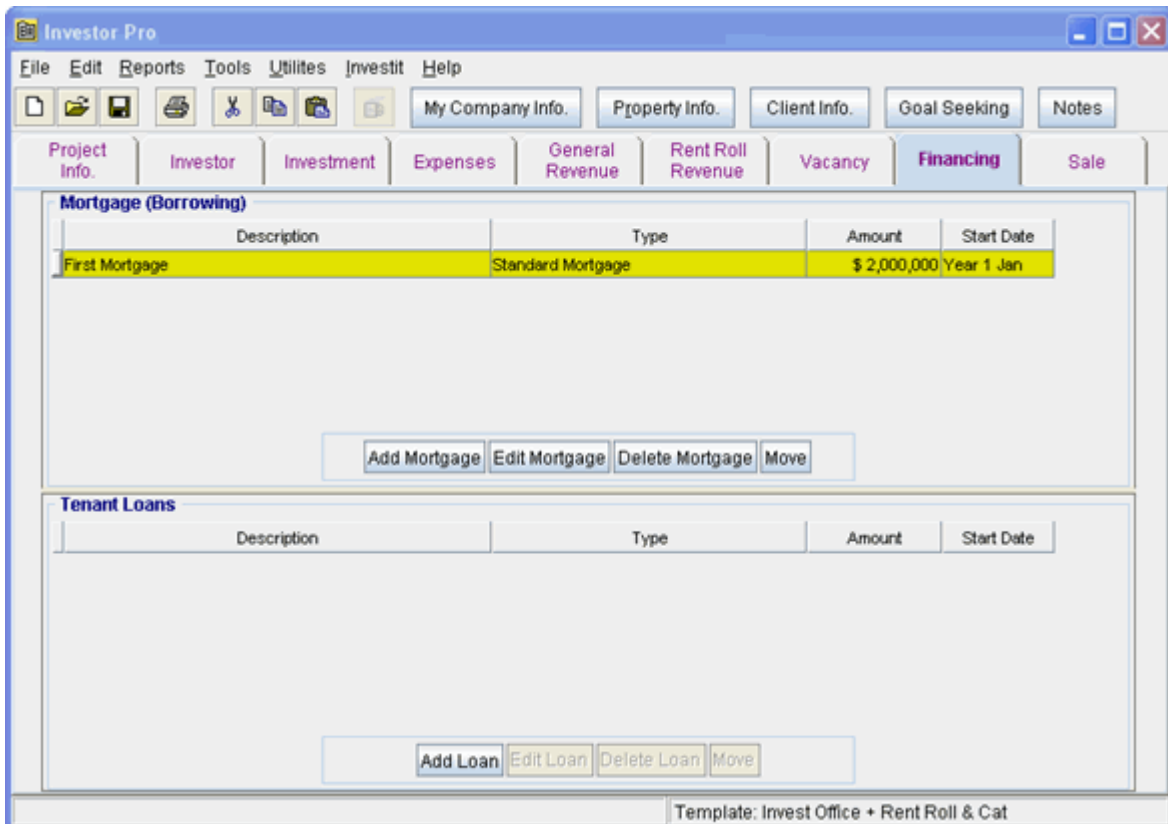 Investor Pro
File Edit Reports Tools Utilites Investit Help
My Company Info. Property Info. Client Info. Goal Seeking Notes
Project Info. Investor Investment Expenses General Revenue Rent Roll Revenue Vacancy Financing Sale
Mortgage (Borrowing)
Description Type Amount Start Date
First Mortgage Standard Mortgage $ 2,000,000 Year 1 Jan
Add Mortgage Edit Mortgage Delete Mortgage Move
Tenant Loans
Description Type Amount Start Date
Add Loan Edit Loan Delete Loan Move
Template: Invest Office + Rent Roll & Cat